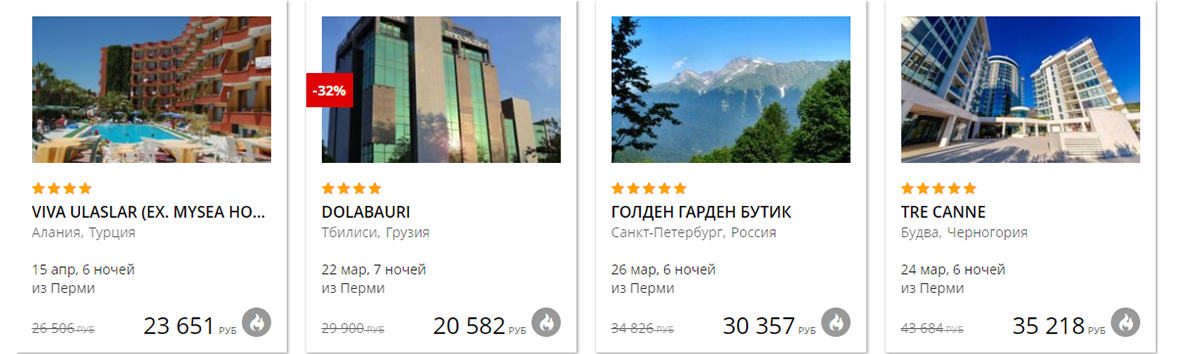 VIVA ULASLAR (EX. MYSEA HO...
Алания, Турция
15 апр, 6 ночей
из Перми
26 506 РУБ
23 651 РУБ
-32%
DOLABAURI
Тбилиси, Грузия
22 мар, 7 ночей
из Перми
29 900 РУБ
20 582 РУБ
ГОЛДЕН ГАРДЕН БУТИК
Санкт-Петербург, Россия
26 мар, 6 ночей
из Перми
34 826 РУБ
30 357 РУБ
TRE CANNE
Будва, Черногория
24 мар, 6 ночей
из Перми
43 684 РУБ
35 218 РУБ